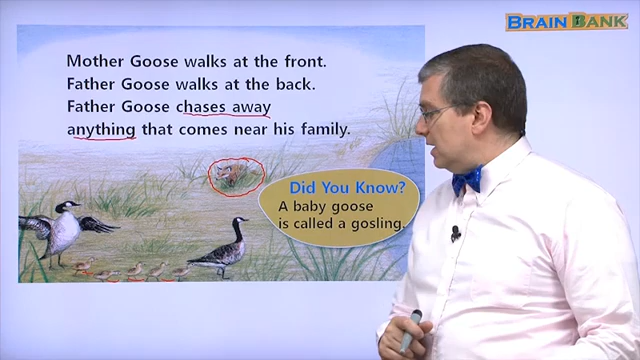 BRAIN BANK
Mother Goose walks at the front.
Father Goose walks at the back.
Father Goose chases away
anything that comes near his family.
Did You Know?
A baby goose
is called a gosling.